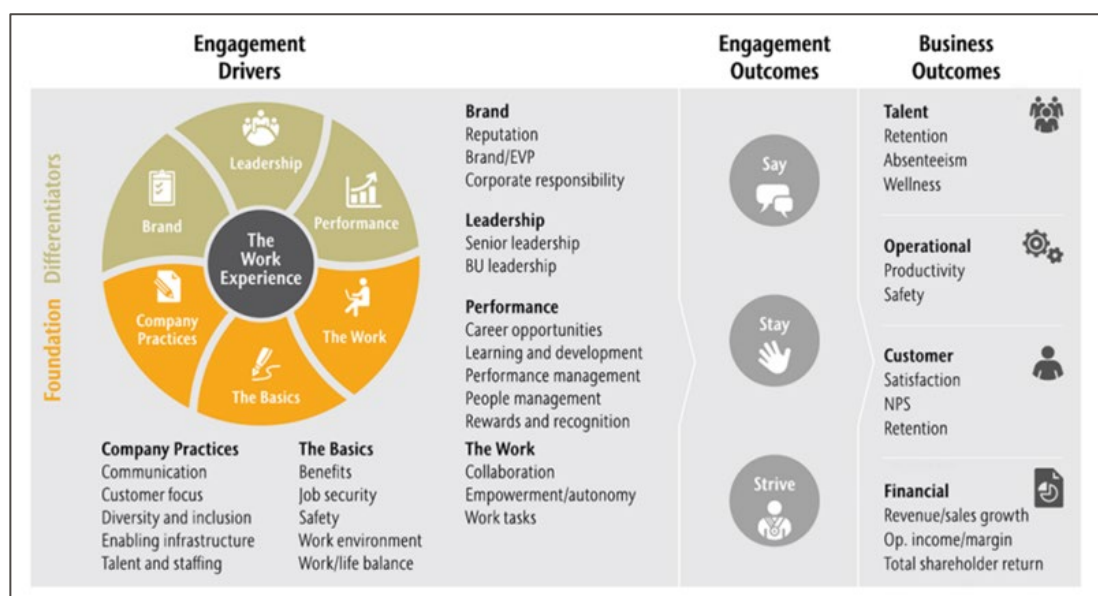 Engagement
Drivers
Engagement
Outcomes
Business
Outcomes
Differentiators
Foundation
Leadership
Brand
Performance
The
Work
Experience
Company
Practices
The Work
The Basics
Brand
Reputation
Brand/EVP
Corporate responsibility
Leadership
Senior leadership
BU leadership
Performance
Career opportunities
Learning and development
Performance management
People management
Rewards and recognition
Company Practices
Communication
Customer focus
Diversity and inclusion
Enabling infrastructure
Talent and staffing
The Basics
Benefits
Job security
Safety
Work environment
Work/life balance
The Work
Collaboration
Empowerment/autonomy
Work tasks
Say
Stay
Strive
Talent
Retention
Absenteeism
Wellness
Operational
Productivity
Safety
Customer
Satisfaction
NPS
Retention
Financial
Revenue/sales growth
Op. income/margin
Total shareholder return